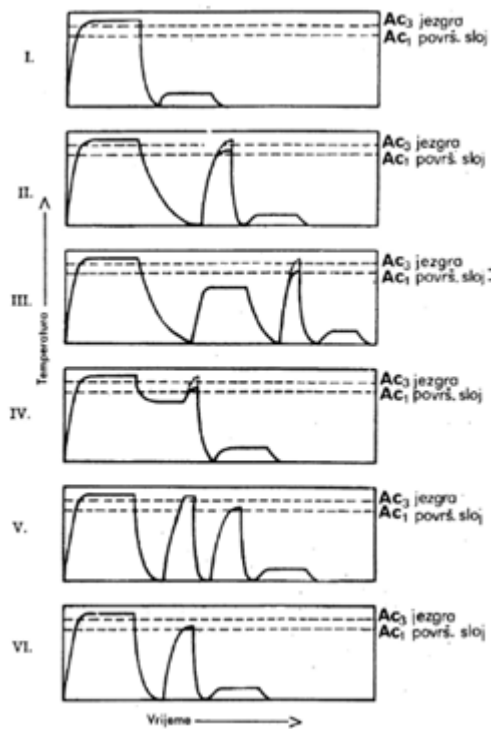 I.
Ac₃ jezgra
Ac₁ površ. sloj
II.
Ac₃ jezgra
Ac₁ površ. sloj
III.
Ac₃ jezgra
Ac₁ površ. sloj
IV.
Ac₃ jezgra
Ac₁ površ. sloj
V.
Ac₃ jezgra
Ac₁ površ. sloj
VI.
Ac₃ jezgra
Ac₁ površ. sloj
Temperatura
Vrijeme